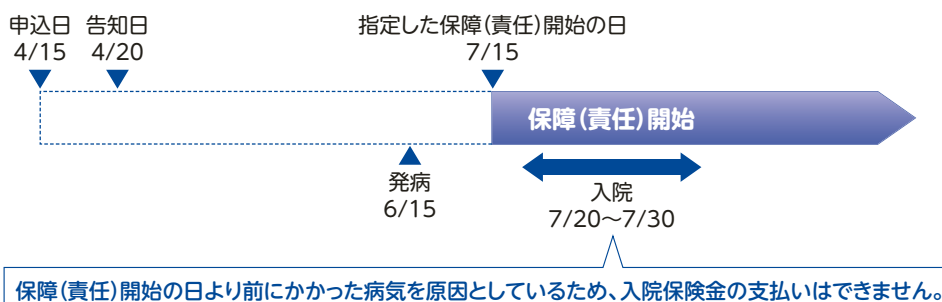 申込日 告知日 指定した保障(責任)開始の日
4/15 4/20 7/15
保障(責任)開始
発病
6/15
入院
7/20〜7/30
保障(責任)開始の日より前にかかった病気を原因としているため、入院保険金の支払いはできません。